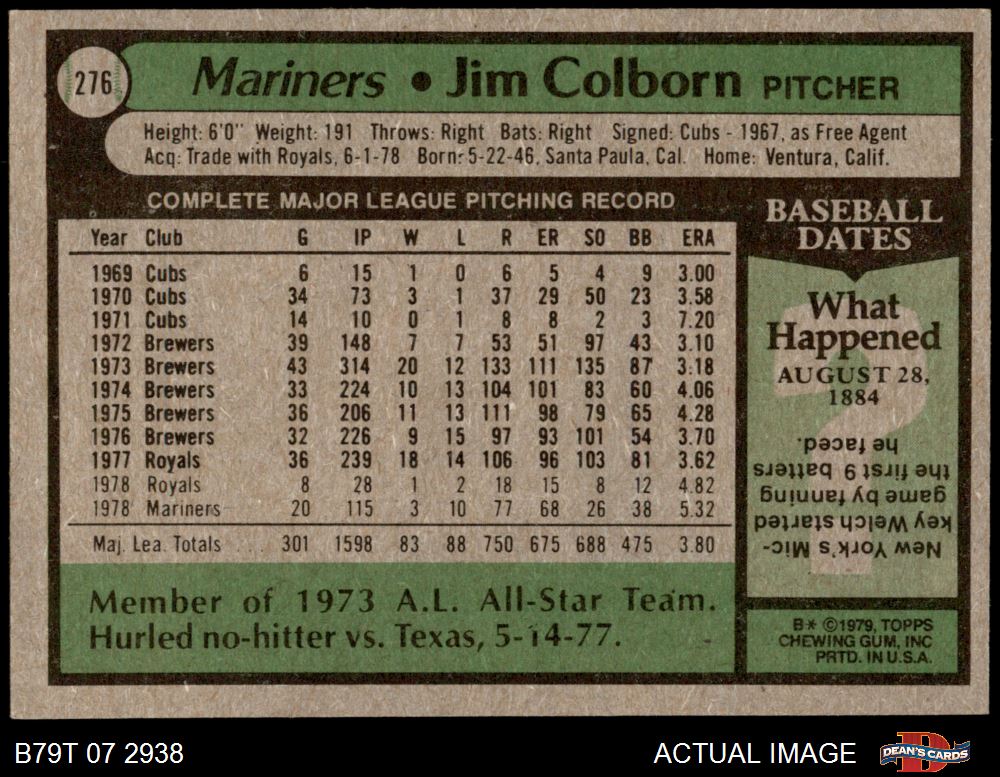 276
Mariners • Jim Colborn PITCHER
Height: 6'0" Weight: 191 Throws: Right Bats: Right Signed: Cubs - 1967, as Free Agent
Acq: Trade with Royals, 6-1-78 Born: 5-22-46, Santa Paula, Cal. Home: Ventura, Calif.
COMPLETE MAJOR LEAGUE PITCHING RECORD
Year Club G IP W L R ER SO BB ERA
1969 Cubs 6 15 1 0 6 5 4 9 3.00
1970 Cubs 34 73 3 1 37 29 50 23 3.58
1971 Cubs 14 10 0 1 8 8 2 3 7.20
1972 Brewers 39 148 7 7 53 51 97 43 3.10
1973 Brewers 43 314 20 12 133 111 135 87 3.18
1974 Brewers 33 224 10 13 104 101 83 60 4.06
1975 Brewers 36 206 11 13 111 98 79 65 4.28
1976 Brewers 32 226 9 15 97 93 101 54 3.70
1977 Royals 36 239 18 14 106 96 103 81 3.62
1978 Royals 8 28 1 2 18 15 8 12 4.82
1978 Mariners 20 115 3 10 77 68 26 38 5.32
Maj. Lea. Totals 301 1598 83 88 750 675 688 475 3.80
Member of 1973 A.L. All-Star Team.
Hurled no-hitter vs. Texas, 5-14-77.
BASEBALL
DATES
What
Happened
AUGUST 28,
1884
New York's Mic-
key Welch started
game by fanning
the first 9 batters
he faced.
B* ©1979, TOPPS
CHEWING GUM, INC
PRTD. IN U.S.A.
B79T 07 2938
ACTUAL IMAGE
DEAN'S CARDS